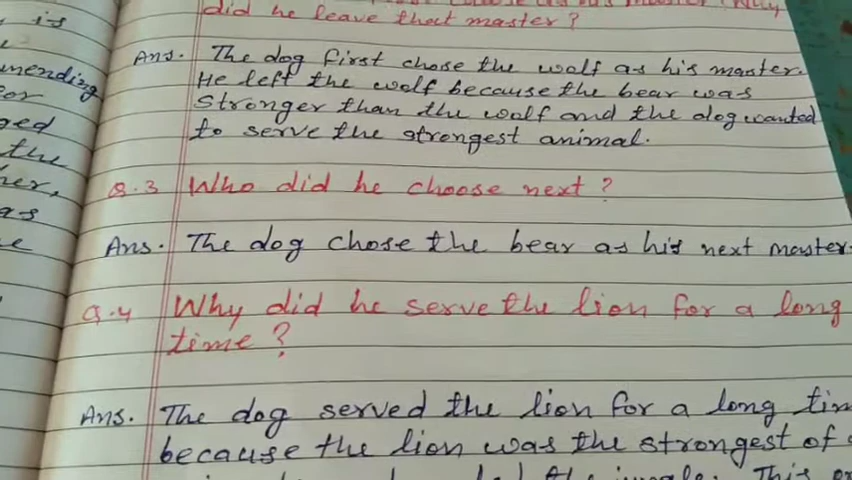 did he leave that master?
Ans. The dog first chose the wolf as his master.
He left the wolf because the bear was
stronger than the wolf and the dog wanted
to serve the strongest animal.
Q.3 Who did he choose next?
Ans. The dog chose the bear as his next master.
Q.4 Why did he serve the lion for a long
time?
Ans. The dog served the lion for a long
because the lion was the strongest of
is
mending
the
as